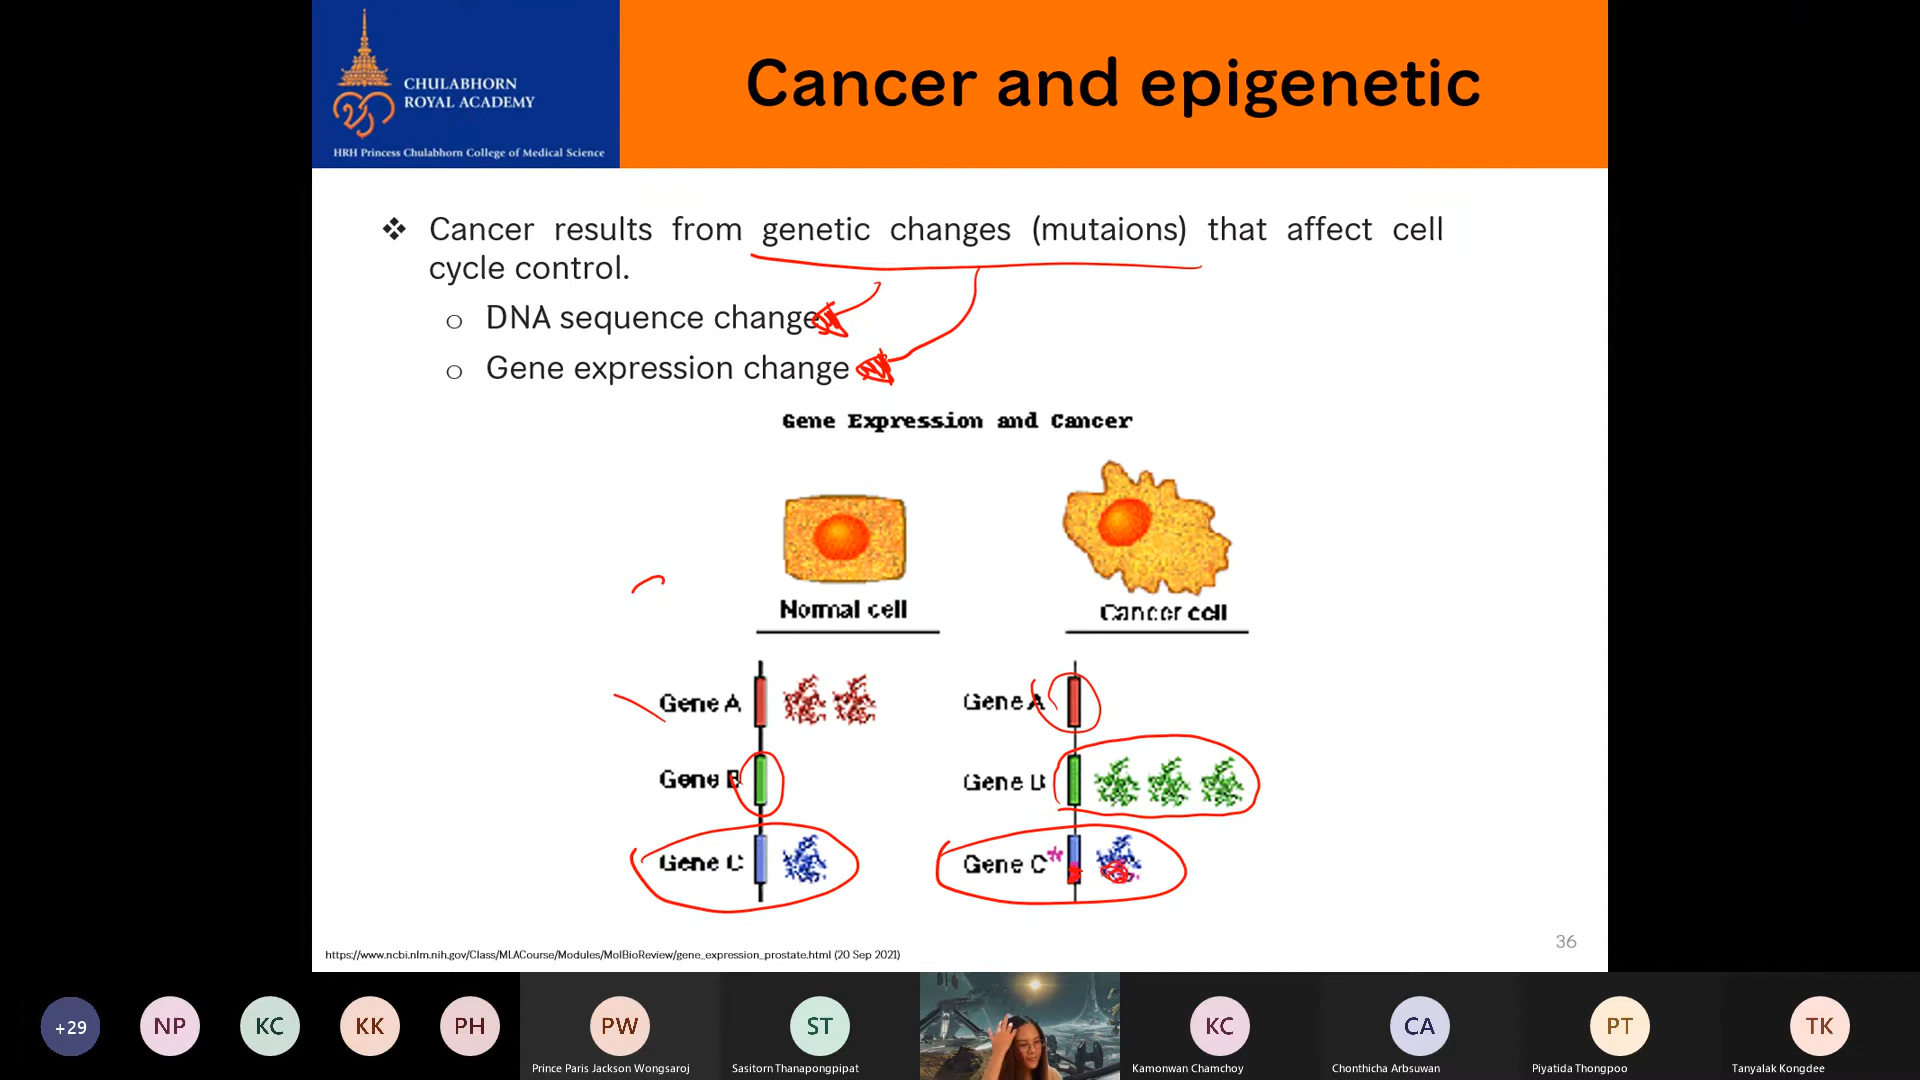 CHULABHORN
ROYAL ACADEMY
HRH Princess Chulabhorn College of Medical Science
Cancer and epigenetic
❖ Cancer results from genetic changes (mutaions) that affect cell
cycle control.
o DNA sequence change
o Gene expression change
Gene Expression and Cancer
Normal cell
Cancer cell
Gene A
Gene A
Gene B
Gene B
Gene C
Gene C*
https://www.ncbi.nlm.nih.gov/Class/MLACourse/Modules/MolBioReview/gene_expression_prostate.html (20 Sep 2021)
36
+29
NP
KC
KK
PH
PW
ST
KC
CA
PT
TK
Prince Paris Jackson Wongsaroj
Sasitorn Thanapongpipat
Kamonwan Chamchoy
Chonthicha Arbsuwan
Piyatida Thongpoo
Tanyalak Kongdee